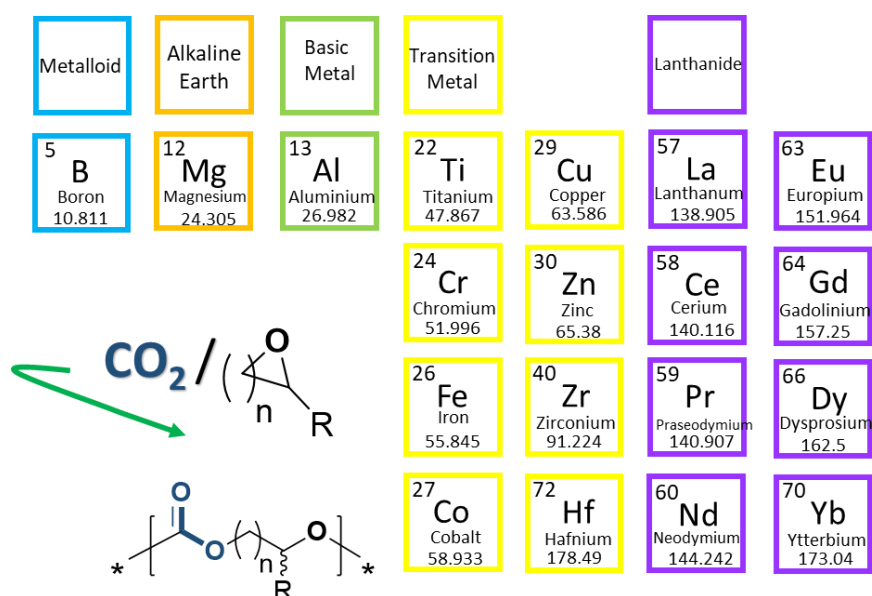 Metalloid
Alkaline
Earth
Basic
Metal
Transition
Metal
Lanthanide
5
B
Boron
10.811
12
Mg
Magnesium
24.305
13
Al
Aluminium
26.982
22
Ti
Titanium
47.867
29
Cu
Copper
63.586
57
La
Lanthanum
138.905
63
Eu
Europium
151.964
24
Cr
Chromium
51.996
30
Zn
Zinc
65.38
58
Ce
Cerium
140.116
64
Gd
Gadolinium
157.25
CO₂/( )n O R
26
Fe
Iron
55.845
40
Zr
Zirconium
91.224
59
Pr
Praseodymium
140.907
66
Dy
Dysprosium
162.5
27
Co
Cobalt
58.933
72
Hf
Hafnium
178.49
60
Nd
Neodymium
144.242
70
Yb
Ytterbium
173.04
* [ O O ( )n R O ] *